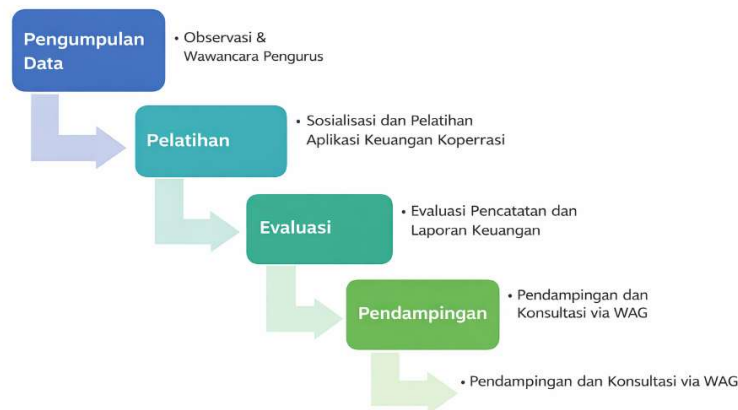 Pengumpulan
Data
• Observasi &
Wawancara Pengurus
Pelatihan
• Sosialisasi dan Pelatihan
Aplikasi Keuangan Koperrasi
Evaluasi
• Evaluasi Pencatatan dan
Laporan Keuangan
Pendampingan
• Pendampingan dan
Konsultasi via WAG
• Pendampingan dan Konsultasi via WAG